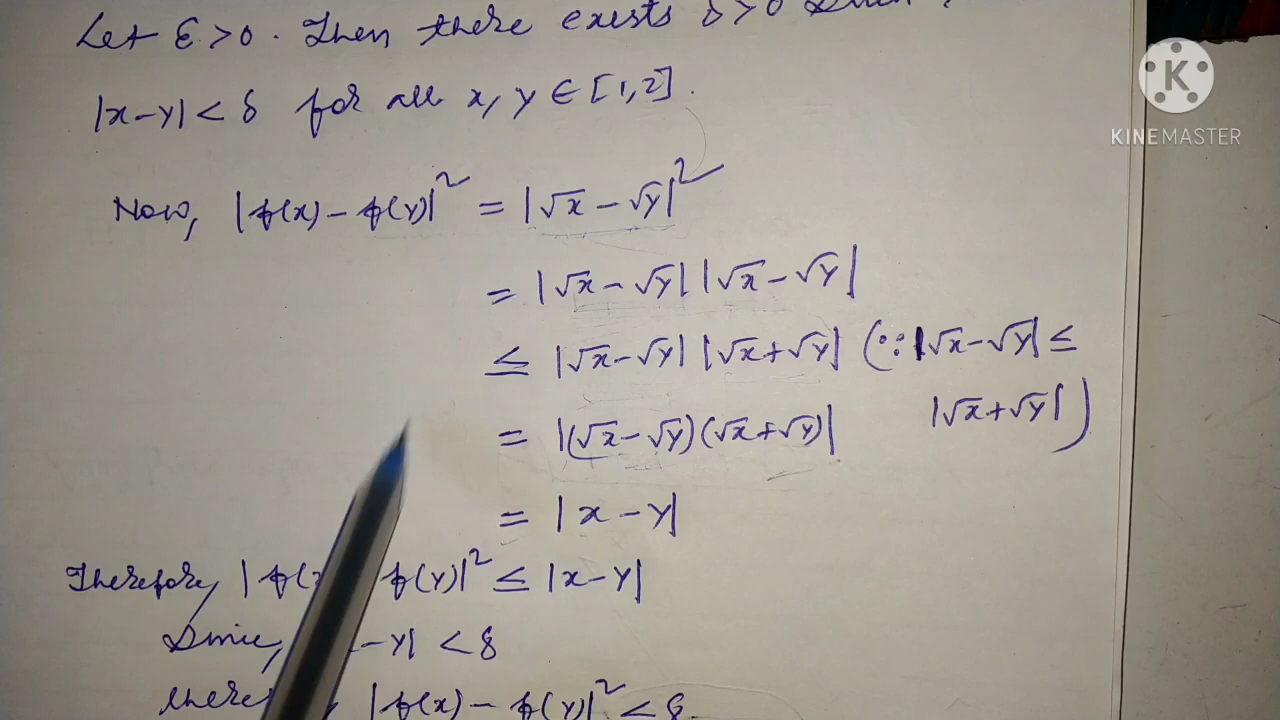 Let ε > 0. Then there exists δ > 0
|x-y| < δ for all x, y ∈ [1,2].
K
KINEMASTER
Now, |f(x) - f(y)|² = |√x - √y|²
= |√x - √y| |√x - √y|
≤ |√x - √y| |√x + √y| (∵ |√x - √y| ≤
|√x + √y|)
= |(√x - √y)(√x + √y)|
= |x - y|
Therefore, |f( f(y)|² ≤ |x - y|
Since, - y| < δ
|f(x) - f(y)|² < δ